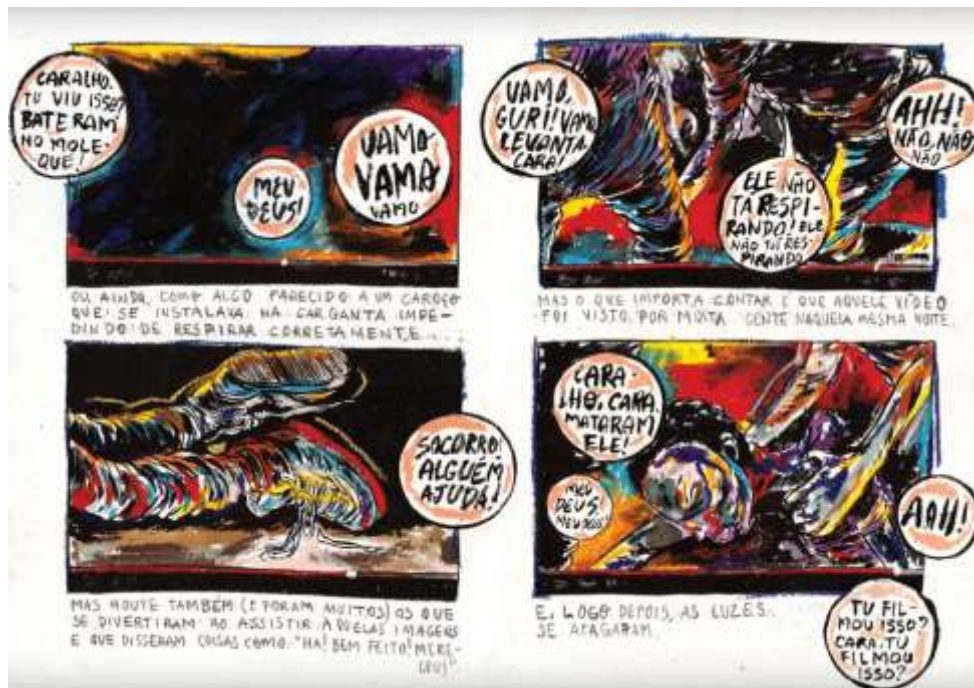 CARALHO.
TU VIU ISSO?
BATERAM
NO MOLE-
QUE!
MEU
DEUS!
VAMO
VAMA
VAMO
OU, AINDA, COMO ALGO PARECIDO A UM CAROÇO
QUE SE INSTALAVA NA GARGANTA IMPE-
DINDO DE RESPIRAR CORRETAMENTE...
SOCORRO!
ALGUÉM
AJUDA!
MAS HOUVE TAMBÉM (E FORAM MUITOS) OS QUE
SE DIVERTIRAM AO ASSISTIR ÀQUELAS IMAGENS
E QUE DISSERAM COISAS COMO: "HA! BEM FEITO! MERE-
CEU!"
VAMO,
GURI! VAMO
LEVANTA,
CARA!
ELE NÃO
TÁ RESPI-
RANDO! ELE
NÃO TÁ RES-
PIRANDO
AHH!
NÃO, NÃO
NÃO
MAS O QUE IMPORTA CONTAR É QUE AQUELE VÍDEO
FOI VISTO POR MUITA GENTE NAQUELA MESMA NOITE.
CARA-
LHO, CARA.
MATARAM
ELE!
MEU
DEUS!
MEU DEUS!
AAH!
E, LOGO DEPOIS, AS LUZES
SE APAGARAM.
TU FIL-
MOU ISSO?
CARA, TU
FILMOU
ISSO?